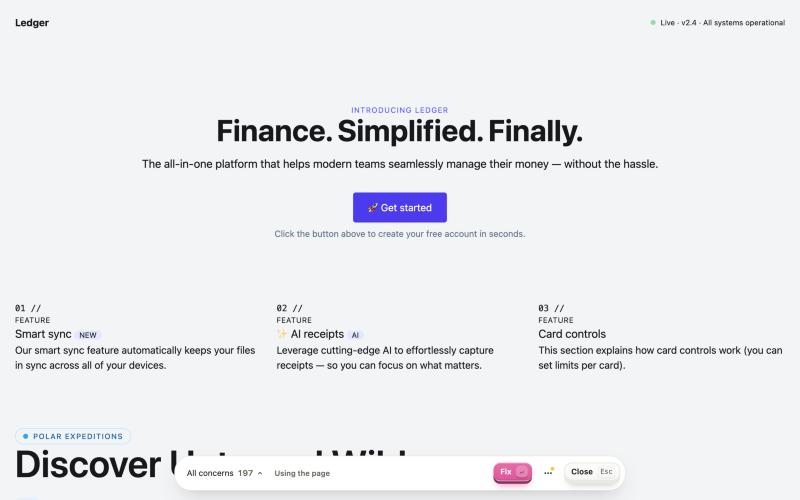 Ledger
Live · v2.4 · All systems operational
INTRODUCING LEDGER
Finance. Simplified. Finally.
The all-in-one platform that helps modern teams seamlessly manage their money — without the hassle.
🚀 Get started
Click the button above to create your free account in seconds.
01 //
FEATURE
Smart sync NEW
Our smart sync feature automatically keeps your files
in sync across all of your devices.
02 //
FEATURE
✨ AI receipts AI
Leverage cutting-edge AI to effortlessly capture
receipts — so you can focus on what matters.
03 //
FEATURE
Card controls
This section explains how card controls work (you can
set limits per card).
POLAR EXPEDITIONS
Discover
All concerns 197
Using the page
Fix
Close Esc